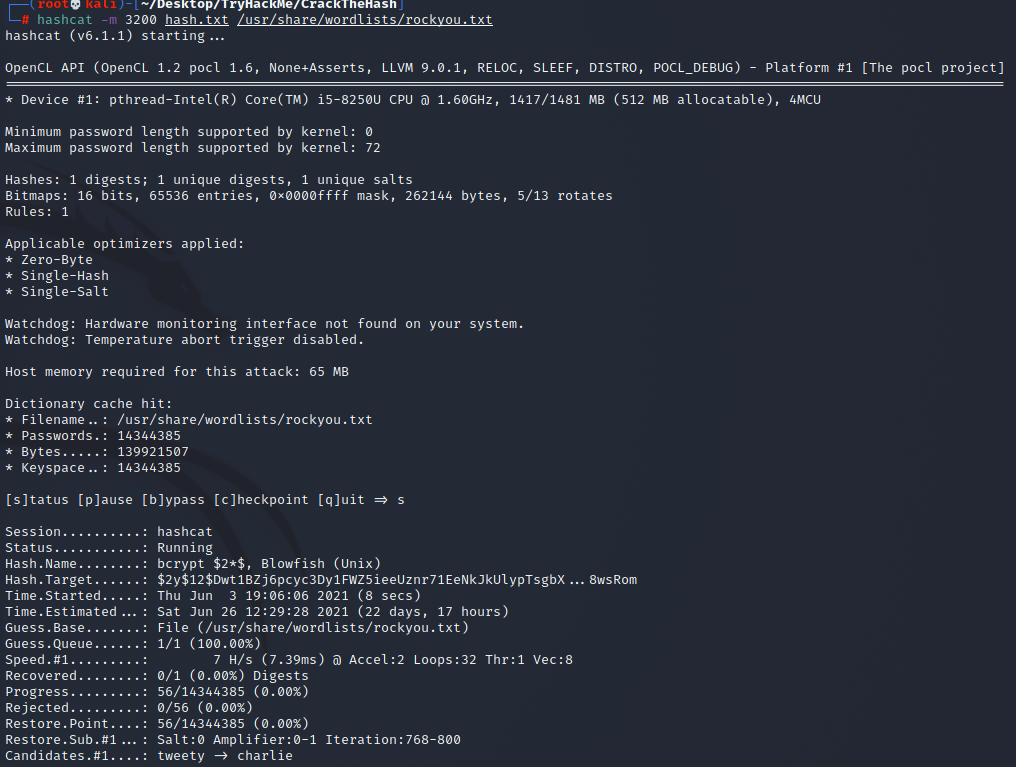 ┌──(root💀kali)-[~/Desktop/TryHackMe/CrackTheHash]
└─# hashcat -m 3200 hash.txt /usr/share/wordlists/rockyou.txt
hashcat (v6.1.1) starting...

OpenCL API (OpenCL 1.2 pocl 1.6, None+Asserts, LLVM 9.0.1, RELOC, SLEEF, DISTRO, POCL_DEBUG) - Platform #1 [The pocl project]
=============================================================================================================================
* Device #1: pthread-Intel(R) Core(TM) i5-8250U CPU @ 1.60GHz, 1417/1481 MB (512 MB allocatable), 4MCU

Minimum password length supported by kernel: 0
Maximum password length supported by kernel: 72

Hashes: 1 digests; 1 unique digests, 1 unique salts
Bitmaps: 16 bits, 65536 entries, 0x0000ffff mask, 262144 bytes, 5/13 rotates
Rules: 1

Applicable optimizers applied:
* Zero-Byte
* Single-Hash
* Single-Salt

Watchdog: Hardware monitoring interface not found on your system.
Watchdog: Temperature abort trigger disabled.

Host memory required for this attack: 65 MB

Dictionary cache hit:
* Filename..: /usr/share/wordlists/rockyou.txt
* Passwords.: 14344385
* Bytes.....: 139921507
* Keyspace..: 14344385

[s]tatus [p]ause [b]ypass [c]heckpoint [q]uit => s

Session..........: hashcat
Status...........: Running
Hash.Name........: bcrypt $2*$, Blowfish (Unix)
Hash.Target......: $2y$12$Dwt1BZj6pcyc3Dy1FWZ5ieeUznr71EeNkJkUlypTsgbX...8wsRom
Time.Started.....: Thu Jun  3 19:06:06 2021 (8 secs)
Time.Estimated...: Sat Jun 26 12:29:28 2021 (22 days, 17 hours)
Guess.Base.......: File (/usr/share/wordlists/rockyou.txt)
Guess.Queue......: 1/1 (100.00%)
Speed.#1.........:        7 H/s (7.39ms) @ Accel:2 Loops:32 Thr:1 Vec:8
Recovered........: 0/1 (0.00%) Digests
Progress.........: 56/14344385 (0.00%)
Rejected.........: 0/56 (0.00%)
Restore.Point....: 56/14344385 (0.00%)
Restore.Sub.#1...: Salt:0 Amplifier:0-1 Iteration:768-800
Candidates.#1....: tweety -> charlie